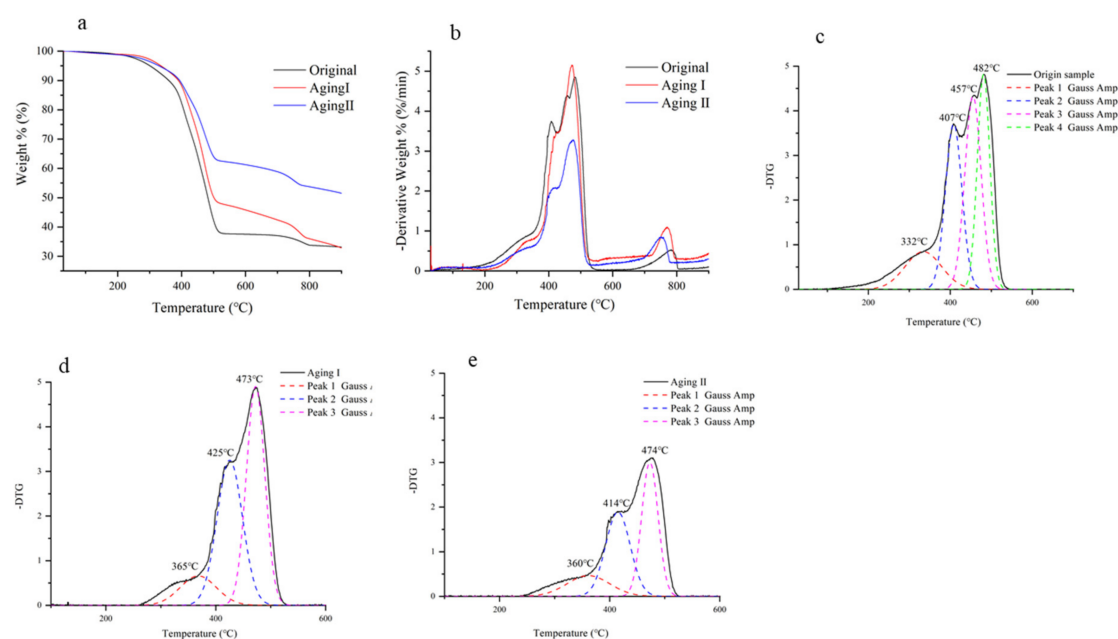 a
100
90
80
70
60
50
40
30
Weight % (%)
200
400
600
800
Temperature (℃)
Original
AgingI
AgingII
b
5
4
3
2
1
0
-Derivative Weight % (%/min)
200
400
600
800
Temperature (℃)
Original
Aging I
Aging II
c
5
4
3
2
1
0
-DTG
200
400
600
Temperature (℃)
332℃
407℃
457℃
482℃
Origin sample
Peak 1 Gauss Amp
Peak 2 Gauss Amp
Peak 3 Gauss Amp
Peak 4 Gauss Amp
d
5
4
3
2
1
0
-DTG
200
400
600
Temperature (℃)
365℃
425℃
473℃
Aging I
Peak 1 Gauss
Peak 2 Gauss
Peak 3 Gauss
e
5
4
3
2
1
0
-DTG
200
400
600
Temperature (℃)
360℃
414℃
474℃
Aging II
Peak 1 Gauss Amp
Peak 2 Gauss Amp
Peak 3 Gauss Amp